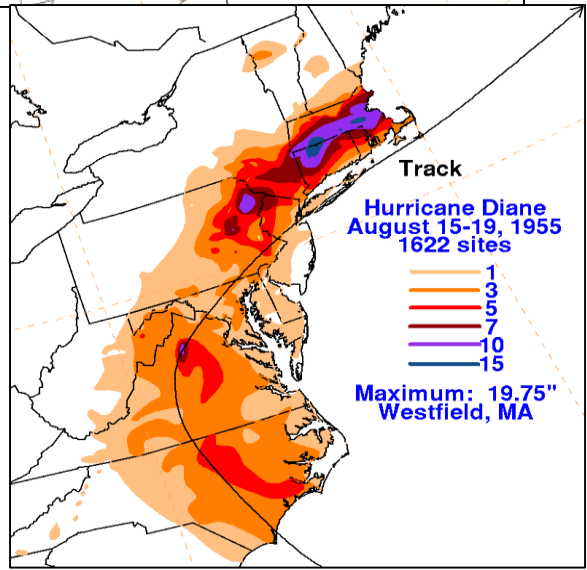 Track
Hurricane Diane
August 15-19, 1955
1622 sites
1
3
5
7
10
15
Maximum: 19.75"
Westfield, MA